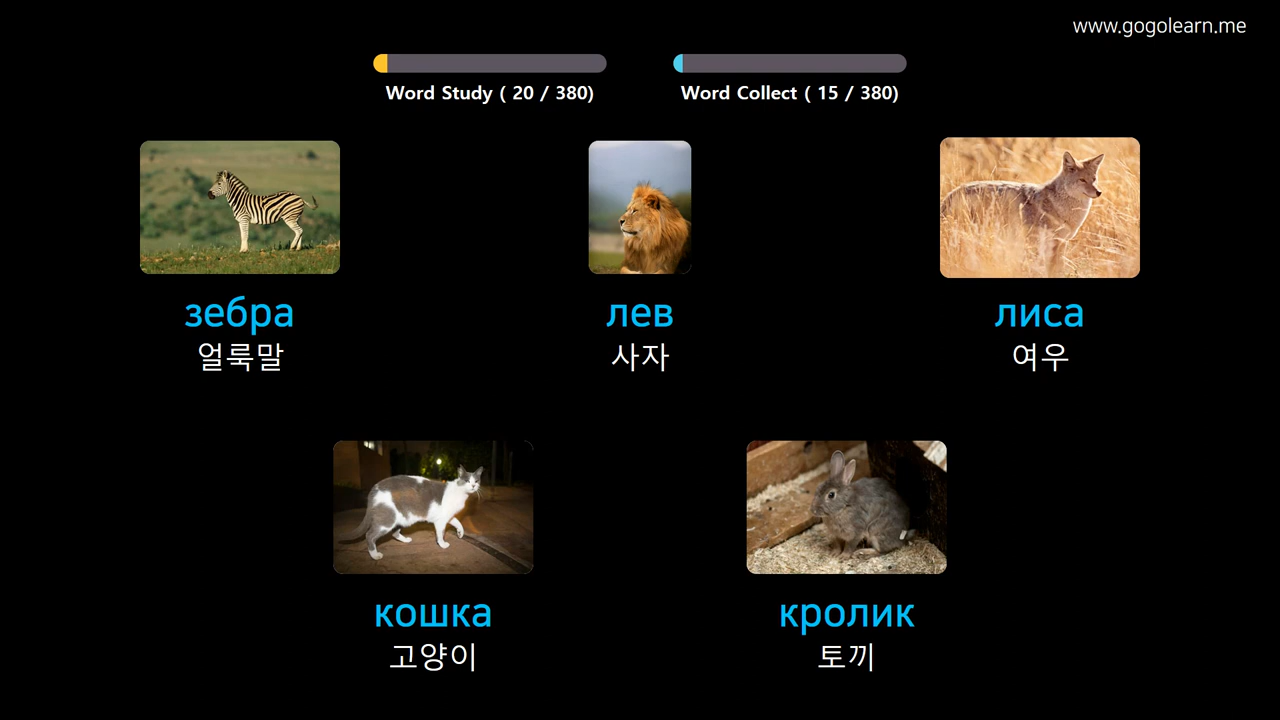 www.gogolearn.me
Word Study ( 20 / 380)
Word Collect ( 15 / 380)
зебра
얼룩말
лев
사자
лиса
여우
кошка
고양이
кролик
토끼